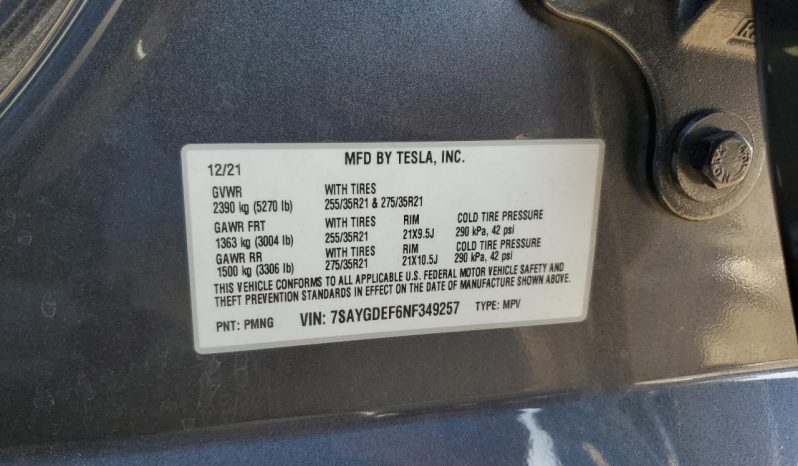 MFD BY TESLA, INC.
12/21
GVWR WITH TIRES
2390 kg (5270 lb) 255/35R21 & 275/35R21
GAWR FRT WITH TIRES RIM COLD TIRE PRESSURE
1363 kg (3004 lb) 255/35R21 21X9.5J 290 kPa, 42 psi
GAWR RR WITH TIRES RIM COLD TIRE PRESSURE
1500 kg (3306 lb) 275/35R21 21X10.5J 290 kPa, 42 psi
THIS VEHICLE CONFORMS TO ALL APPLICABLE U.S. FEDERAL MOTOR VEHICLE SAFETY AND
THEFT PREVENTION STANDARDS IN EFFECT ON THE DATE OF MANUFACTURE SHOWN ABOVE.
PNT: PMNG VIN: 7SAYGDEF6NF349257 TYPE: MPV